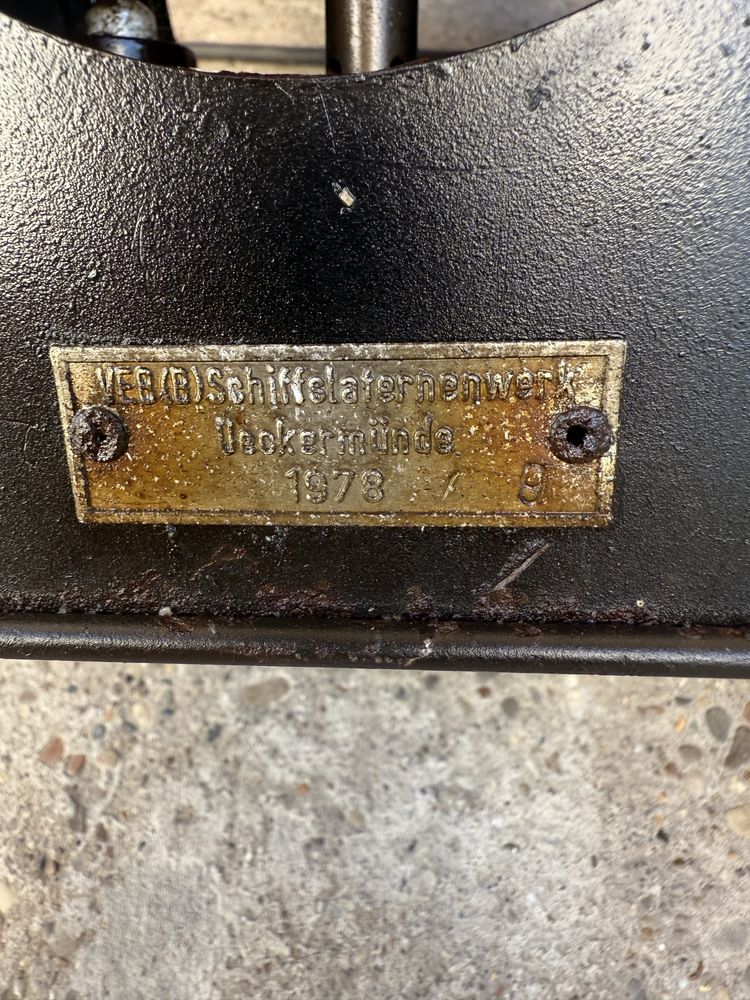 VEB(B)Schiffslaternenwerk
Ueckermünde
1978 / 9